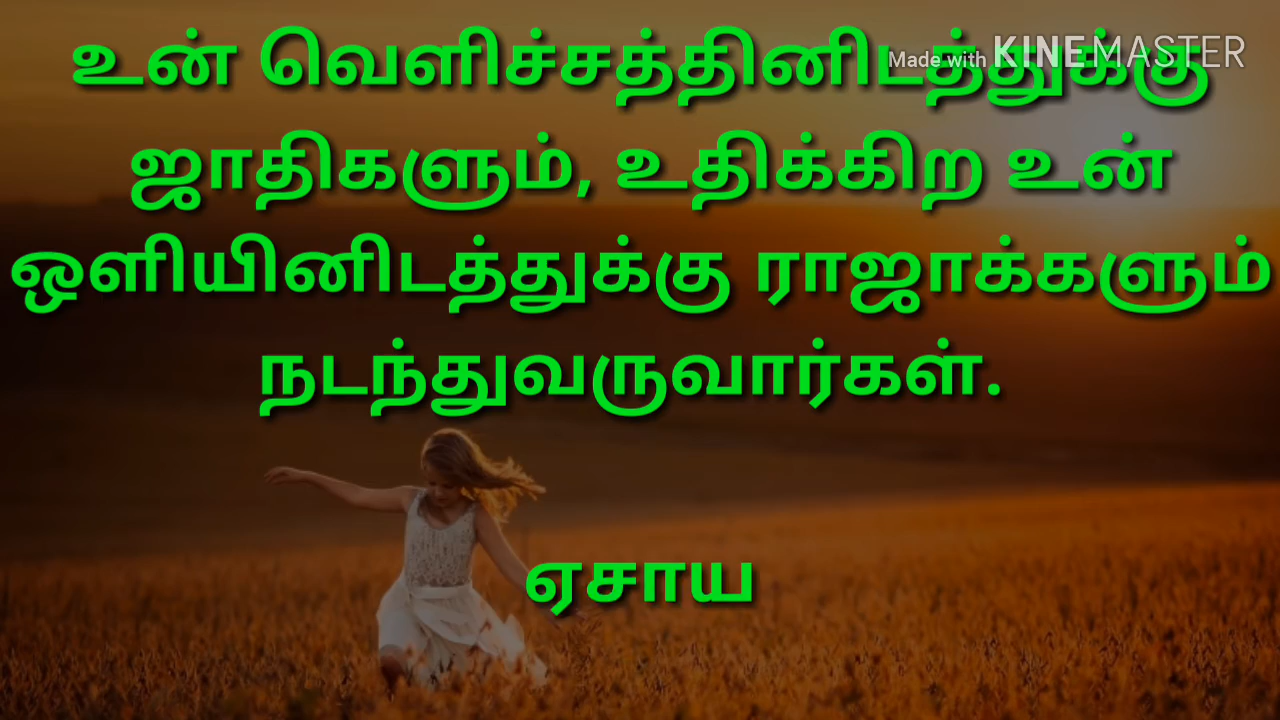 உன் வெளிச்சத்தினிடத்துக்கு
Made with KINEMASTER
ஜாதிகளும், உதிக்கிற உன்
ஒளியினிடத்துக்கு ராஜாக்களும்
நடந்துவருவார்கள்.
ஏசாய